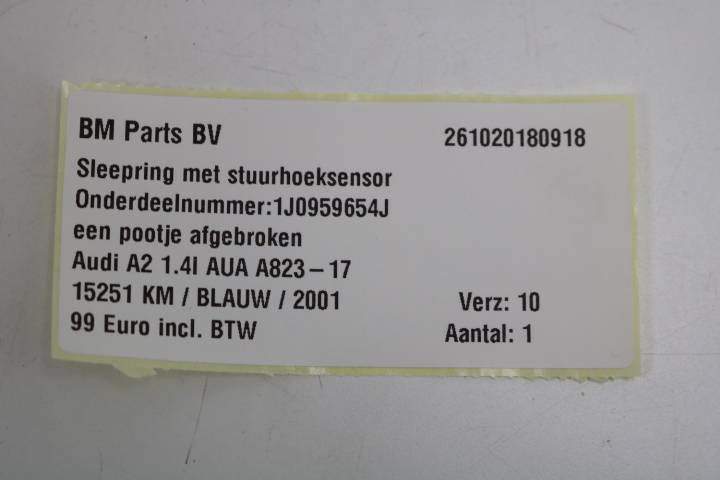 BM Parts BV 261020180918
Sleepring met stuurhoeksensor
Onderdeelnummer:1J0959654J
een pootje afgebroken
Audi A2 1.4I AUA A823-17
15251 KM / BLAUW / 2001 Verz: 10
99 Euro incl. BTW Aantal: 1